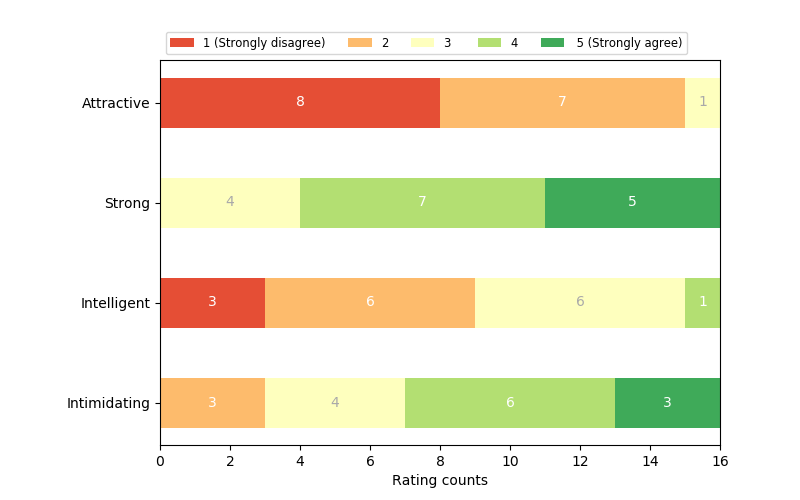 1 (Strongly disagree) 2 3 4 5 (Strongly agree)
Attractive 8 7 1
Strong 4 7 5
Intelligent 3 6 6 1
Intimidating 3 4 6 3
0 2 4 6 8 10 12 14 16
Rating counts